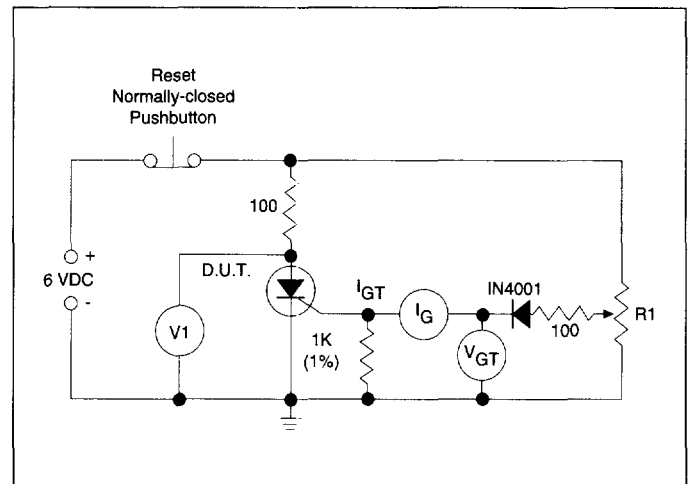 Reset
Normally-closed
Pushbutton
100
+
6 VDC
-
D.U.T.
V1
IGT
IG
1K
(1%)
VGT
IN4001
100
R1